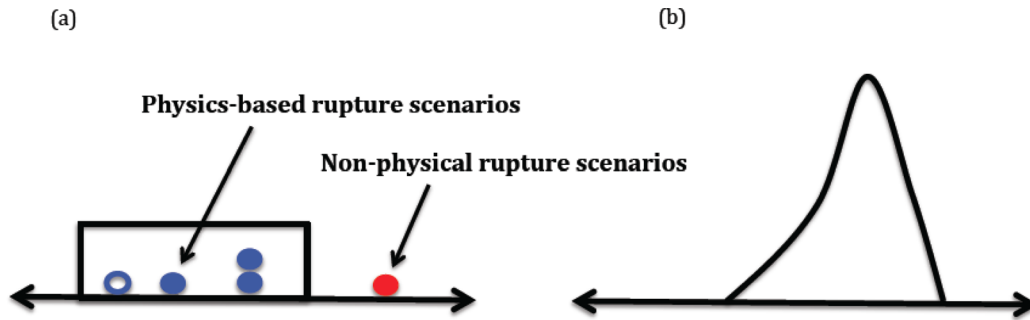 (a)
(b)
Physics-based rupture scenarios
Non-physical rupture scenarios